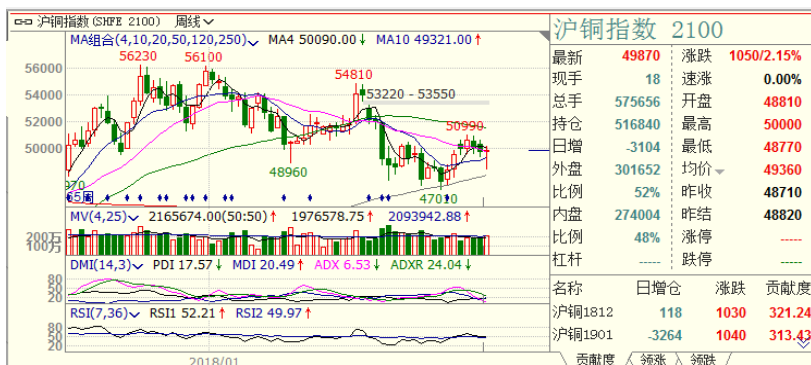 沪铜指数(SHFE 2100) 周线
MA组合(4,10,20,50,120,250) MA4 50090.00↓ MA10 49321.00↑
56230 56100
54810
53220 - 53550
50990
48960
47010
56000
54000
52000
50000
65周
MV(4,25) 2165674.00(50:50)↑ 1976578.75↑ 2093942.88↑
200万
100万
DMI(14,3) PDI 17.57↓ MDI 20.49↑ ADX 6.53↓ ADXR 24.04↓
80
50
20
RSI(7,36) RSI1 52.21↑ RSI2 49.97↑
80
50
20
2018/01
沪铜指数 2100
最新 49870 涨跌 1050/2.15%
现手 18 速涨 0.00%
总手 575656 开盘 48810
持仓 516840 最高 50000
日增 -3104 最低 48770
外盘 301652 均价 49360
比例 52% 昨收 48710
内盘 274004 昨结 48820
比例 48% 涨停 -----
杠杆 ----- 跌停 -----
名称 日增仓 涨跌 贡献度
沪铜1812 118 1030 321.24
沪铜1901 -3264 1040 313.43
贡献度 领涨 领跌